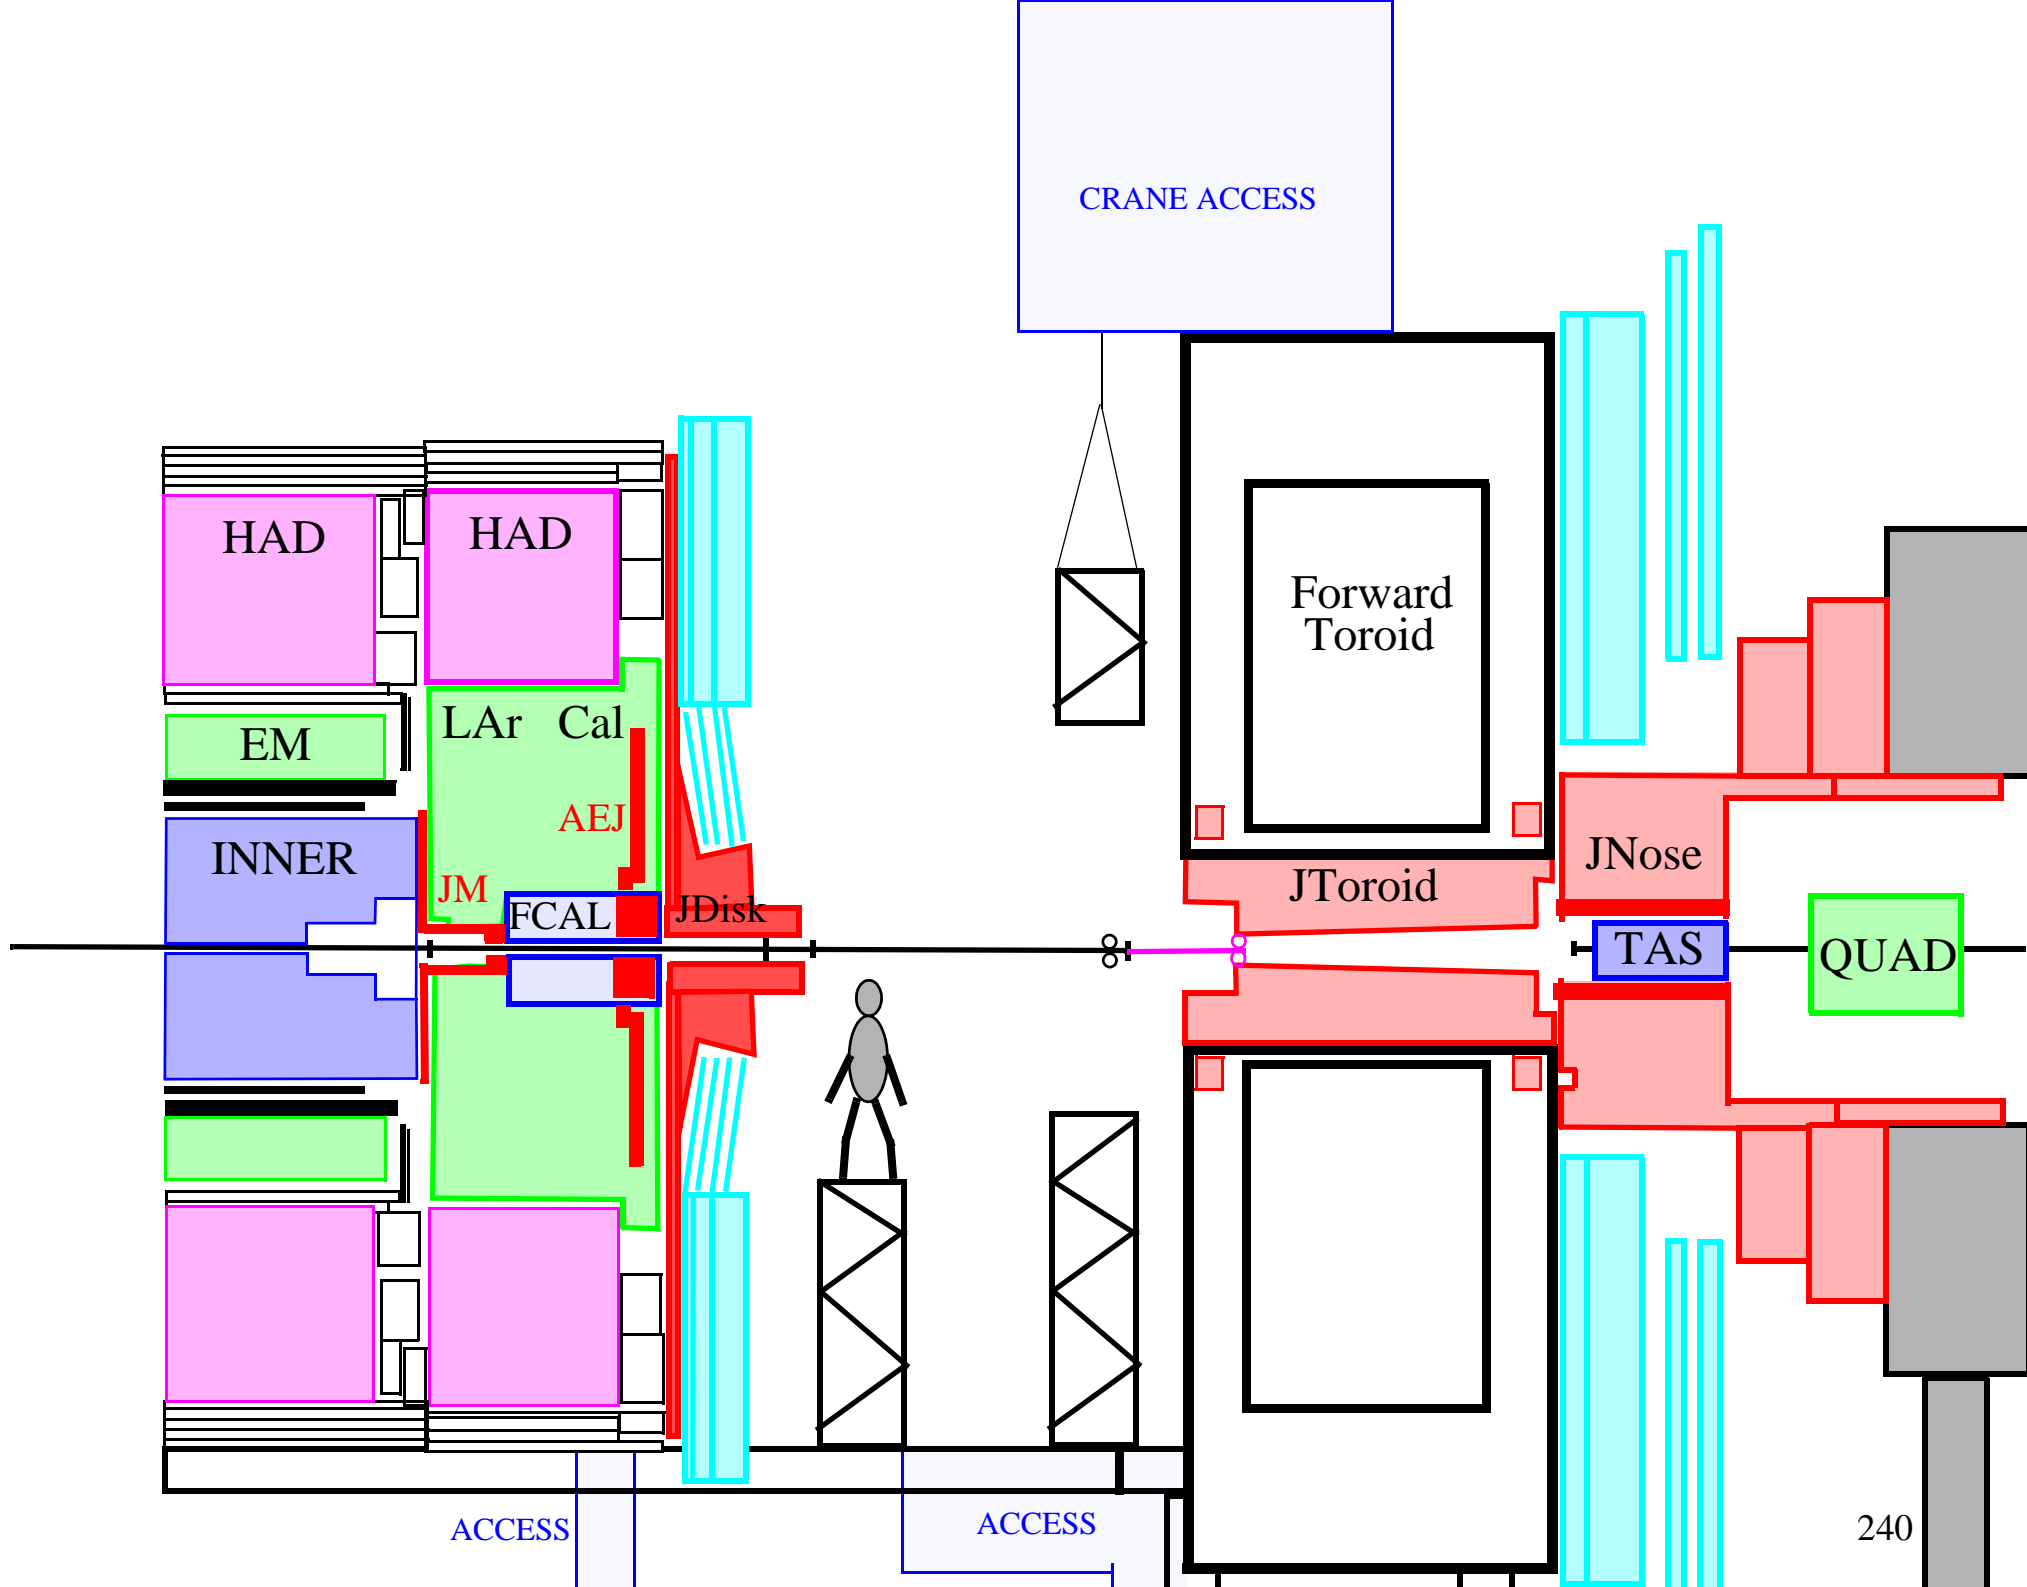 CRANE ACCESS
HAD
HAD
Forward
Toroid
LAr Cal
EM
AEJ
INNER
JM
FCAL
JDisk
JToroid
JNose
TAS
QUAD
ACCESS
ACCESS
240